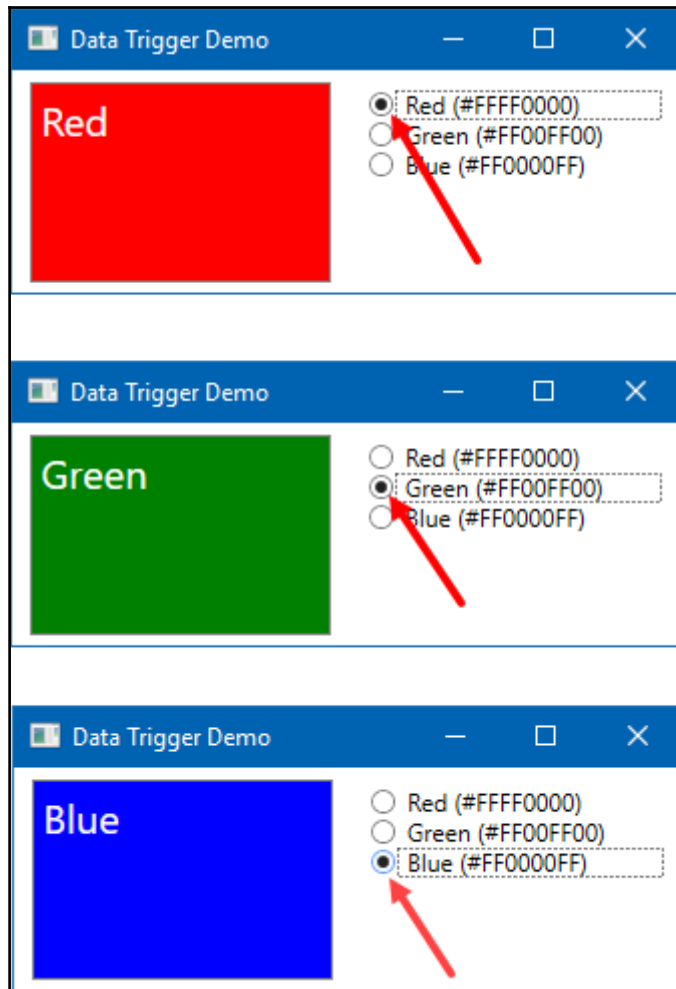 Data Trigger Demo
Red
Red (#FFFF0000)
Green (#FF00FF00)
Blue (#FF0000FF)
Data Trigger Demo
Green
Red (#FFFF0000)
Green (#FF00FF00)
Blue (#FF0000FF)
Data Trigger Demo
Blue
Red (#FFFF0000)
Green (#FF00FF00)
Blue (#FF0000FF)